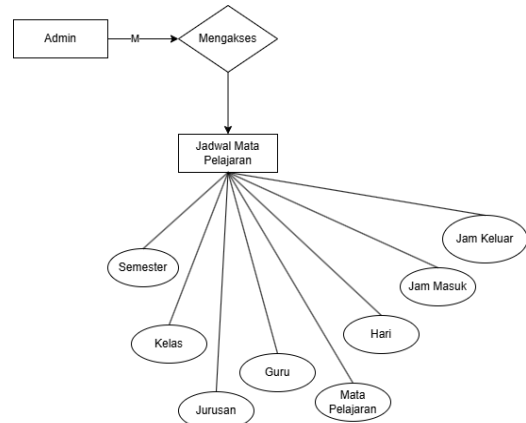 Admin
M
Mengakses
Jadwal Mata
Pelajaran
Jam Keluar
Semester
Jam Masuk
Hari
Kelas
Guru
Mata
Pelajaran
Jurusan